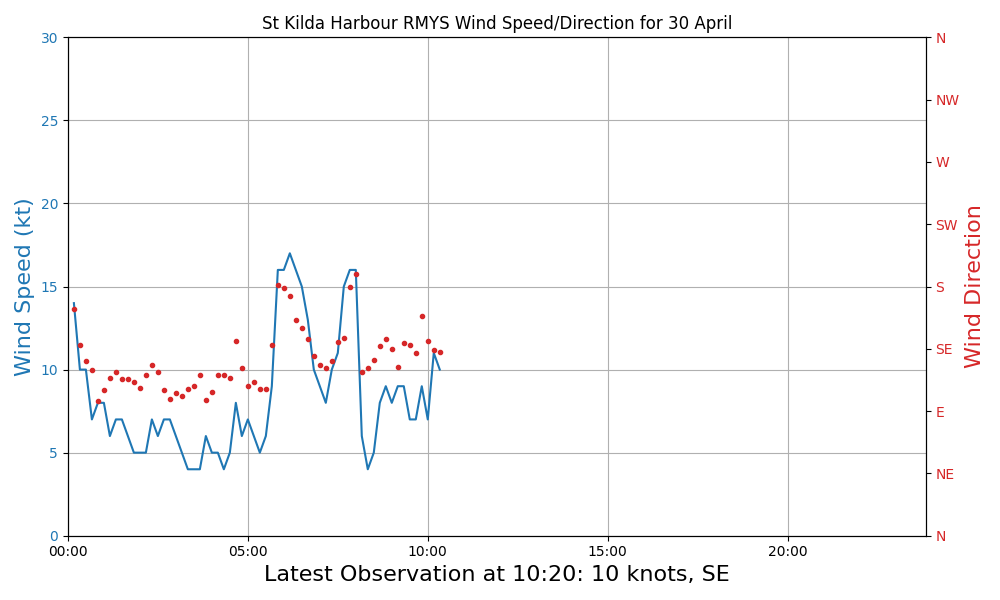 St Kilda Harbour RMYS Wind Speed/Direction for 30 April
Wind Speed (kt)
30
25
20
15
10
5
0
N
NW
W
SW
S
SE
E
NE
N
Wind Direction
00:00 05:00 10:00 15:00 20:00
Latest Observation at 10:20: 10 knots, SE